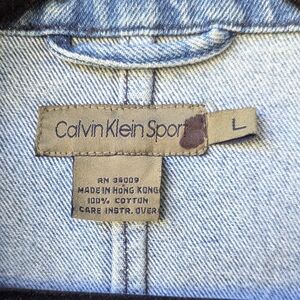 Calvin Klein Sport
L
RN 36009
MADE IN HONG KONG
100% COTTON
CARE INSTR. OVER